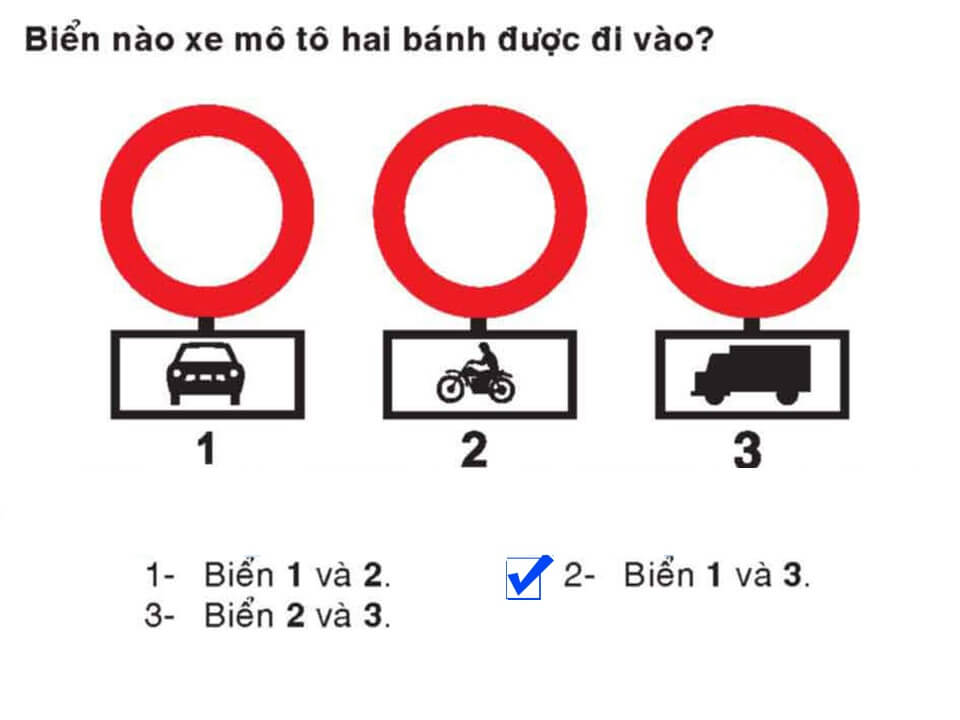 Biển nào xe mô tô hai bánh được đi vào?
1 2 3
1- Biển 1 và 2. 2- Biển 1 và 3.
3- Biển 2 và 3.